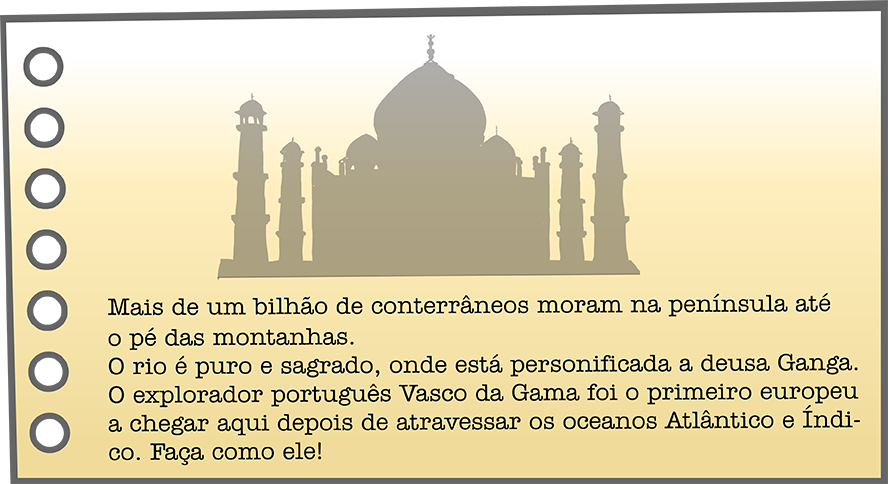 Mais de um bilhão de conterrâneos moram na península até
o pé das montanhas.
O rio é puro e sagrado, onde está personificada a deusa Ganga.
O explorador português Vasco da Gama foi o primeiro europeu
a chegar aqui depois de atravessar os oceanos Atlântico e Índi-
co. Faça como ele!